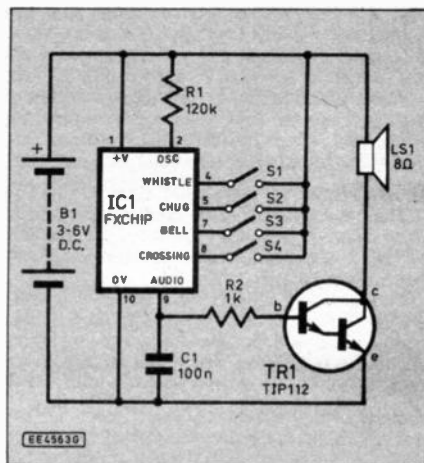 R1
120k
1
2
+V
OSC
LS1
8Ω
+
WHISTLE
4
S1
IC1
FXCHIP
CHUG
5
S2
B1
3-6V
D.C.
BELL
7
S3
CROSSING
8
S4
0V
AUDIO
10
9
R2
1k
b
c
e
C1
100n
TR1
TIP112
EE4563G